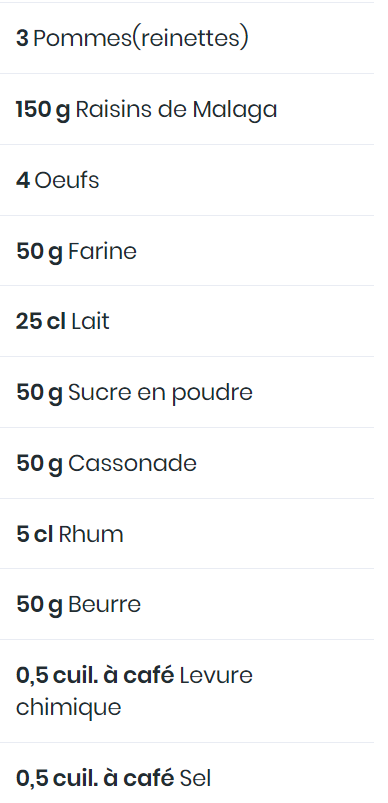 3 Pommes(reinettes)
150 g Raisins de Malaga
4 Oeufs
50 g Farine
25 cl Lait
50 g Sucre en poudre
50 g Cassonade
5 cl Rhum
50 g Beurre
0,5 cuil. à café Levure
chimique
0,5 cuil. à café Sel